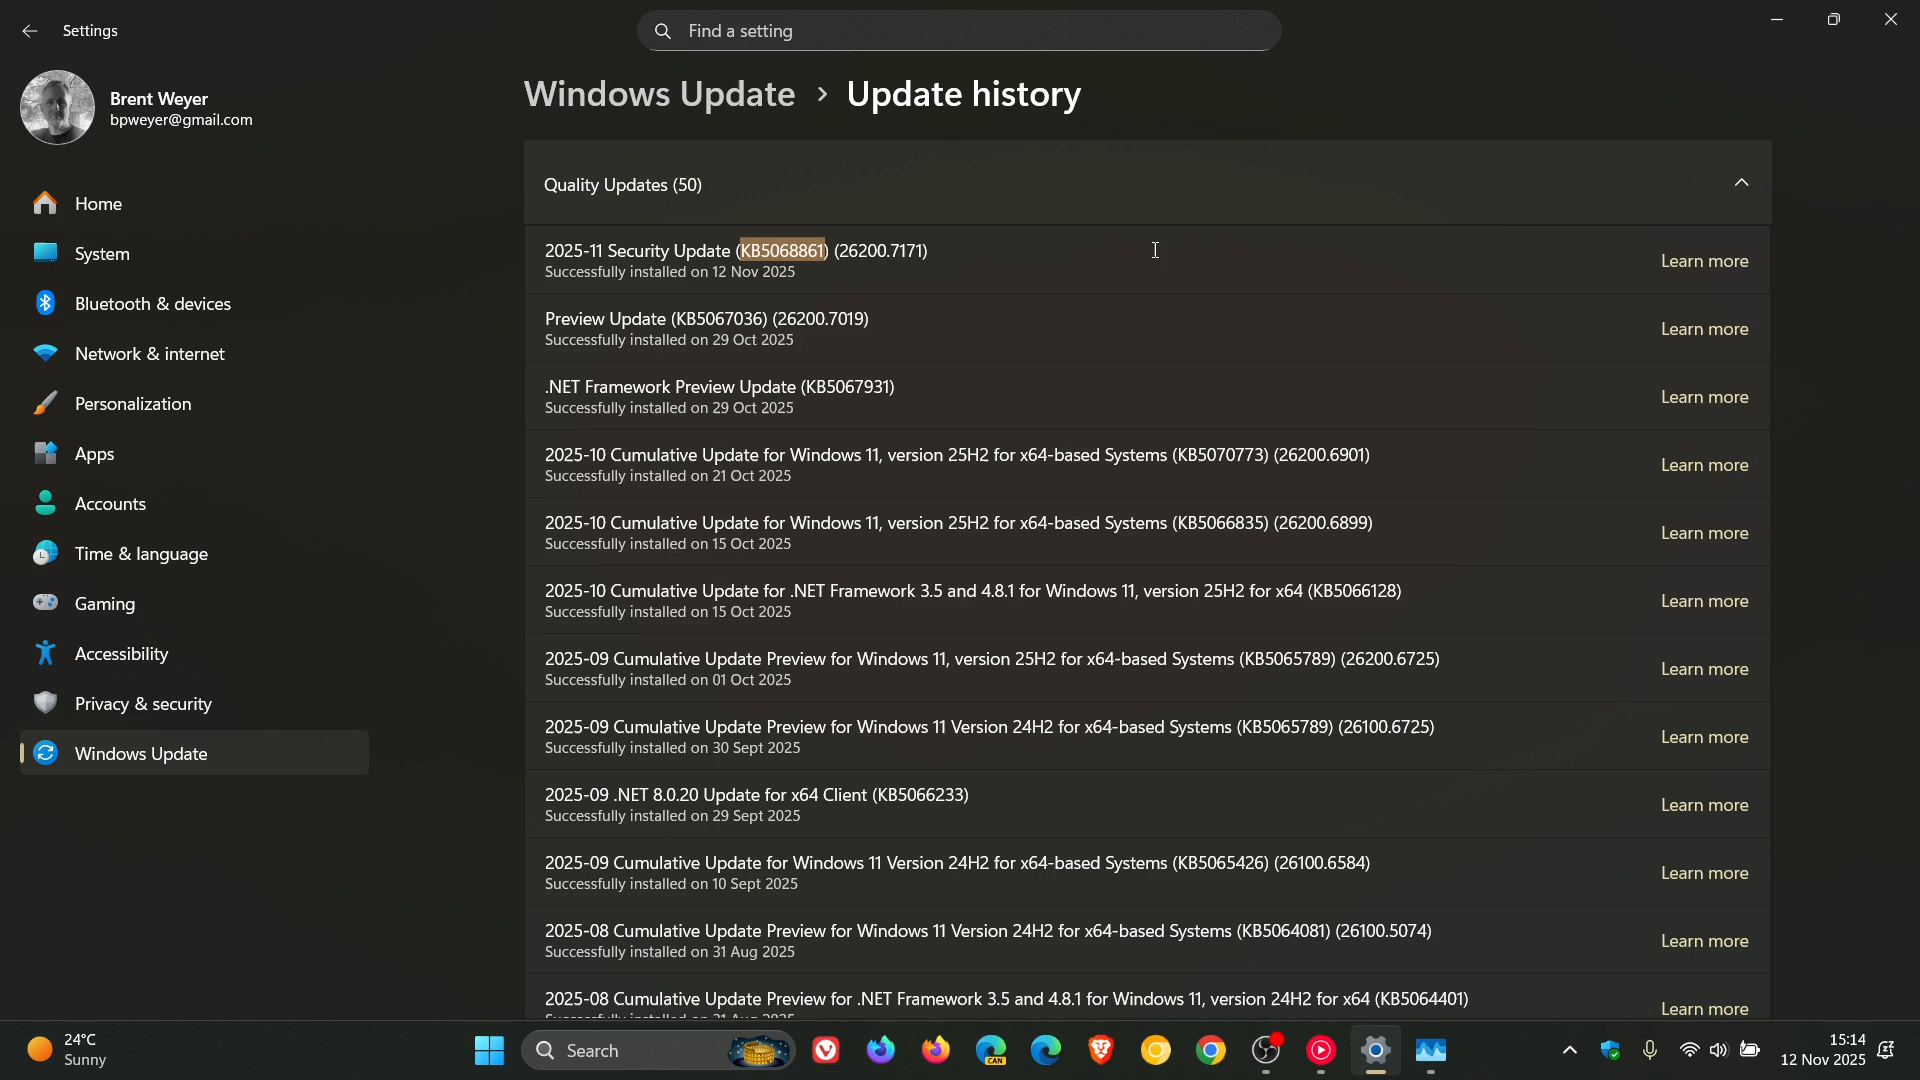 Settings
Find a setting
Brent Weyer
bpweyer@gmail.com
Home
System
Bluetooth & devices
Network & internet
Personalization
Apps
Accounts
Time & language
Gaming
Accessibility
Privacy & security
Windows Update
Windows Update > Update history
Quality Updates (50)
2025-11 Security Update (KB5068861) (26200.7171)
Successfully installed on 12 Nov 2025
Learn more
Preview Update (KB5067036) (26200.7019)
Successfully installed on 29 Oct 2025
Learn more
.NET Framework Preview Update (KB5067931)
Successfully installed on 29 Oct 2025
Learn more
2025-10 Cumulative Update for Windows 11, version 25H2 for x64-based Systems (KB5070773) (26200.6901)
Successfully installed on 21 Oct 2025
Learn more
2025-10 Cumulative Update for Windows 11, version 25H2 for x64-based Systems (KB5066835) (26200.6899)
Successfully installed on 15 Oct 2025
Learn more
2025-10 Cumulative Update for .NET Framework 3.5 and 4.8.1 for Windows 11, version 25H2 for x64 (KB5066128)
Successfully installed on 15 Oct 2025
Learn more
2025-09 Cumulative Update Preview for Windows 11, version 25H2 for x64-based Systems (KB5065789) (26200.6725)
Successfully installed on 01 Oct 2025
Learn more
2025-09 Cumulative Update Preview for Windows 11 Version 24H2 for x64-based Systems (KB5065789) (26100.6725)
Successfully installed on 30 Sept 2025
Learn more
2025-09 .NET 8.0.20 Update for x64 Client (KB5066233)
Successfully installed on 29 Sept 2025
Learn more
2025-09 Cumulative Update for Windows 11 Version 24H2 for x64-based Systems (KB5065426) (26100.6584)
Successfully installed on 10 Sept 2025
Learn more
2025-08 Cumulative Update Preview for Windows 11 Version 24H2 for x64-based Systems (KB5064081) (26100.5074)
Successfully installed on 31 Aug 2025
Learn more
2025-08 Cumulative Update Preview for .NET Framework 3.5 and 4.8.1 for Windows 11, version 24H2 for x64 (KB5064401)
Successfully installed on 31 Aug 2025
Learn more
24°C
Sunny
Search
CAN
15:14
12 Nov 2025